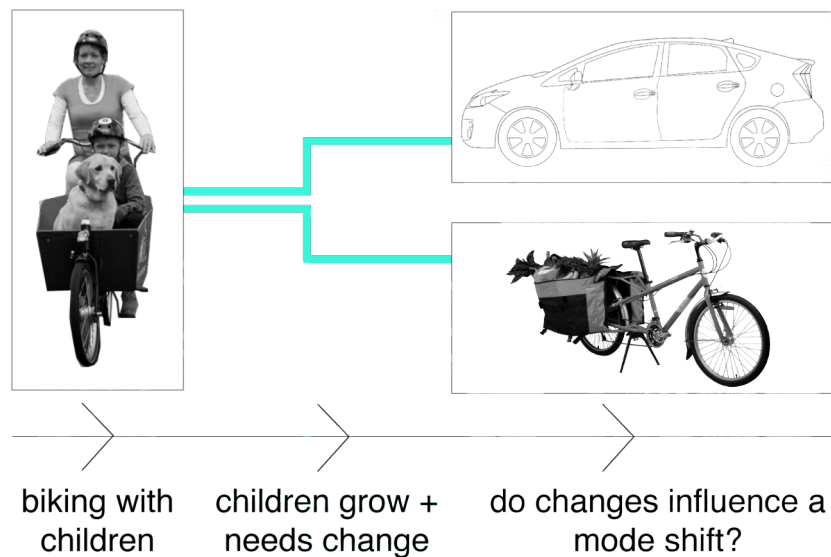 biking with
children
children grow +
needs change
do changes influence a
mode shift?